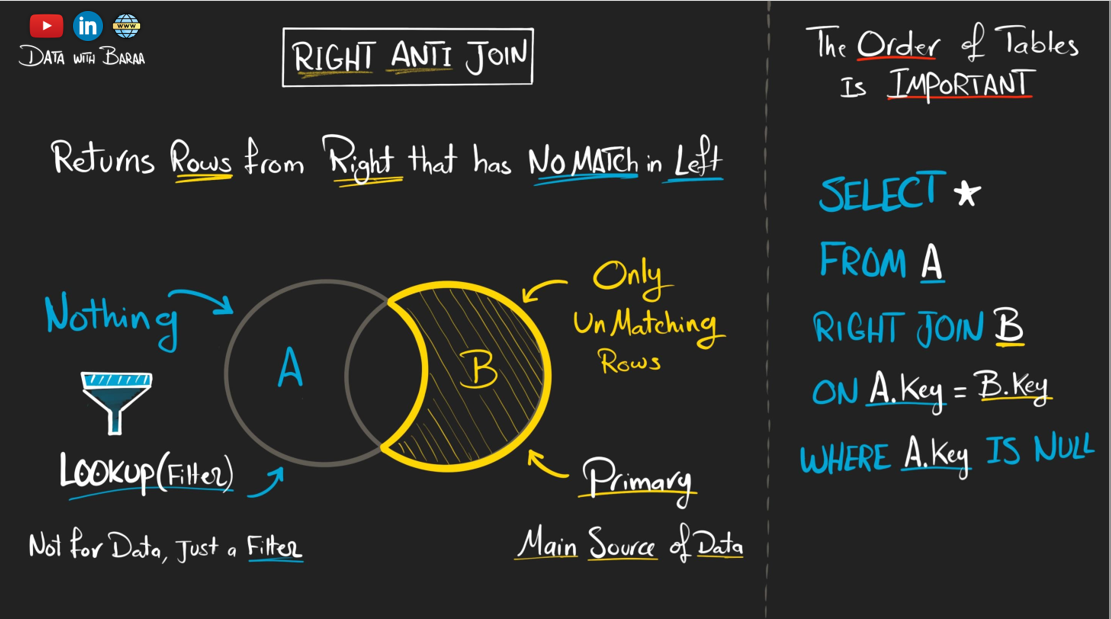 WWW
DATA WITH BARAA
RIGHT ANTI JOIN
Returns Rows from Right that has NO MATCH in Left
Nothing
A
B
Only
UnMatching
Rows
LOOKUP(Filter)
Not for Data, Just a Filter
Primary
Main Source of Data
The Order of Tables
Is IMPORTANT
SELECT *
FROM A
RIGHT JOIN B
ON A.Key = B.Key
WHERE A.Key IS NULL